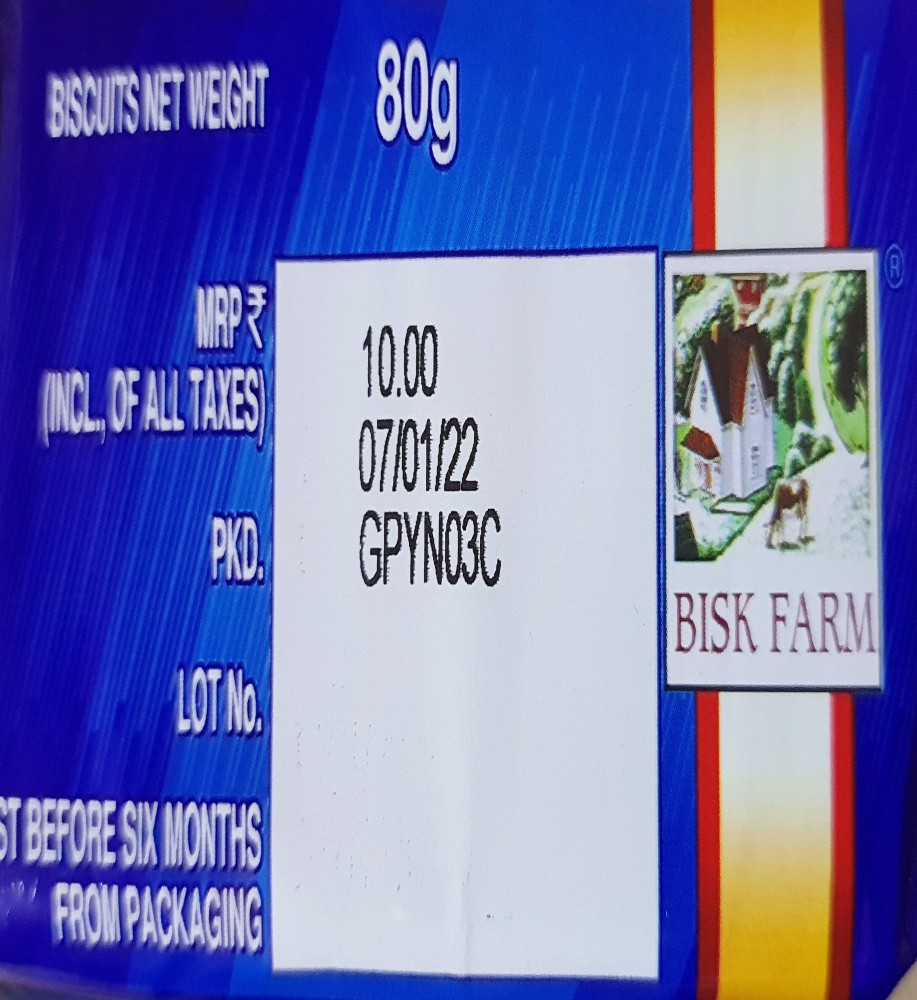 BISCUITS NET WEIGHT 80g
MRP ₹ 10.00
(INCL., OF ALL TAXES)
07/01/22
PKD. GPYN03C
LOT No.
ST BEFORE SIX MONTHS
FROM PACKAGING
®
BISK FARM